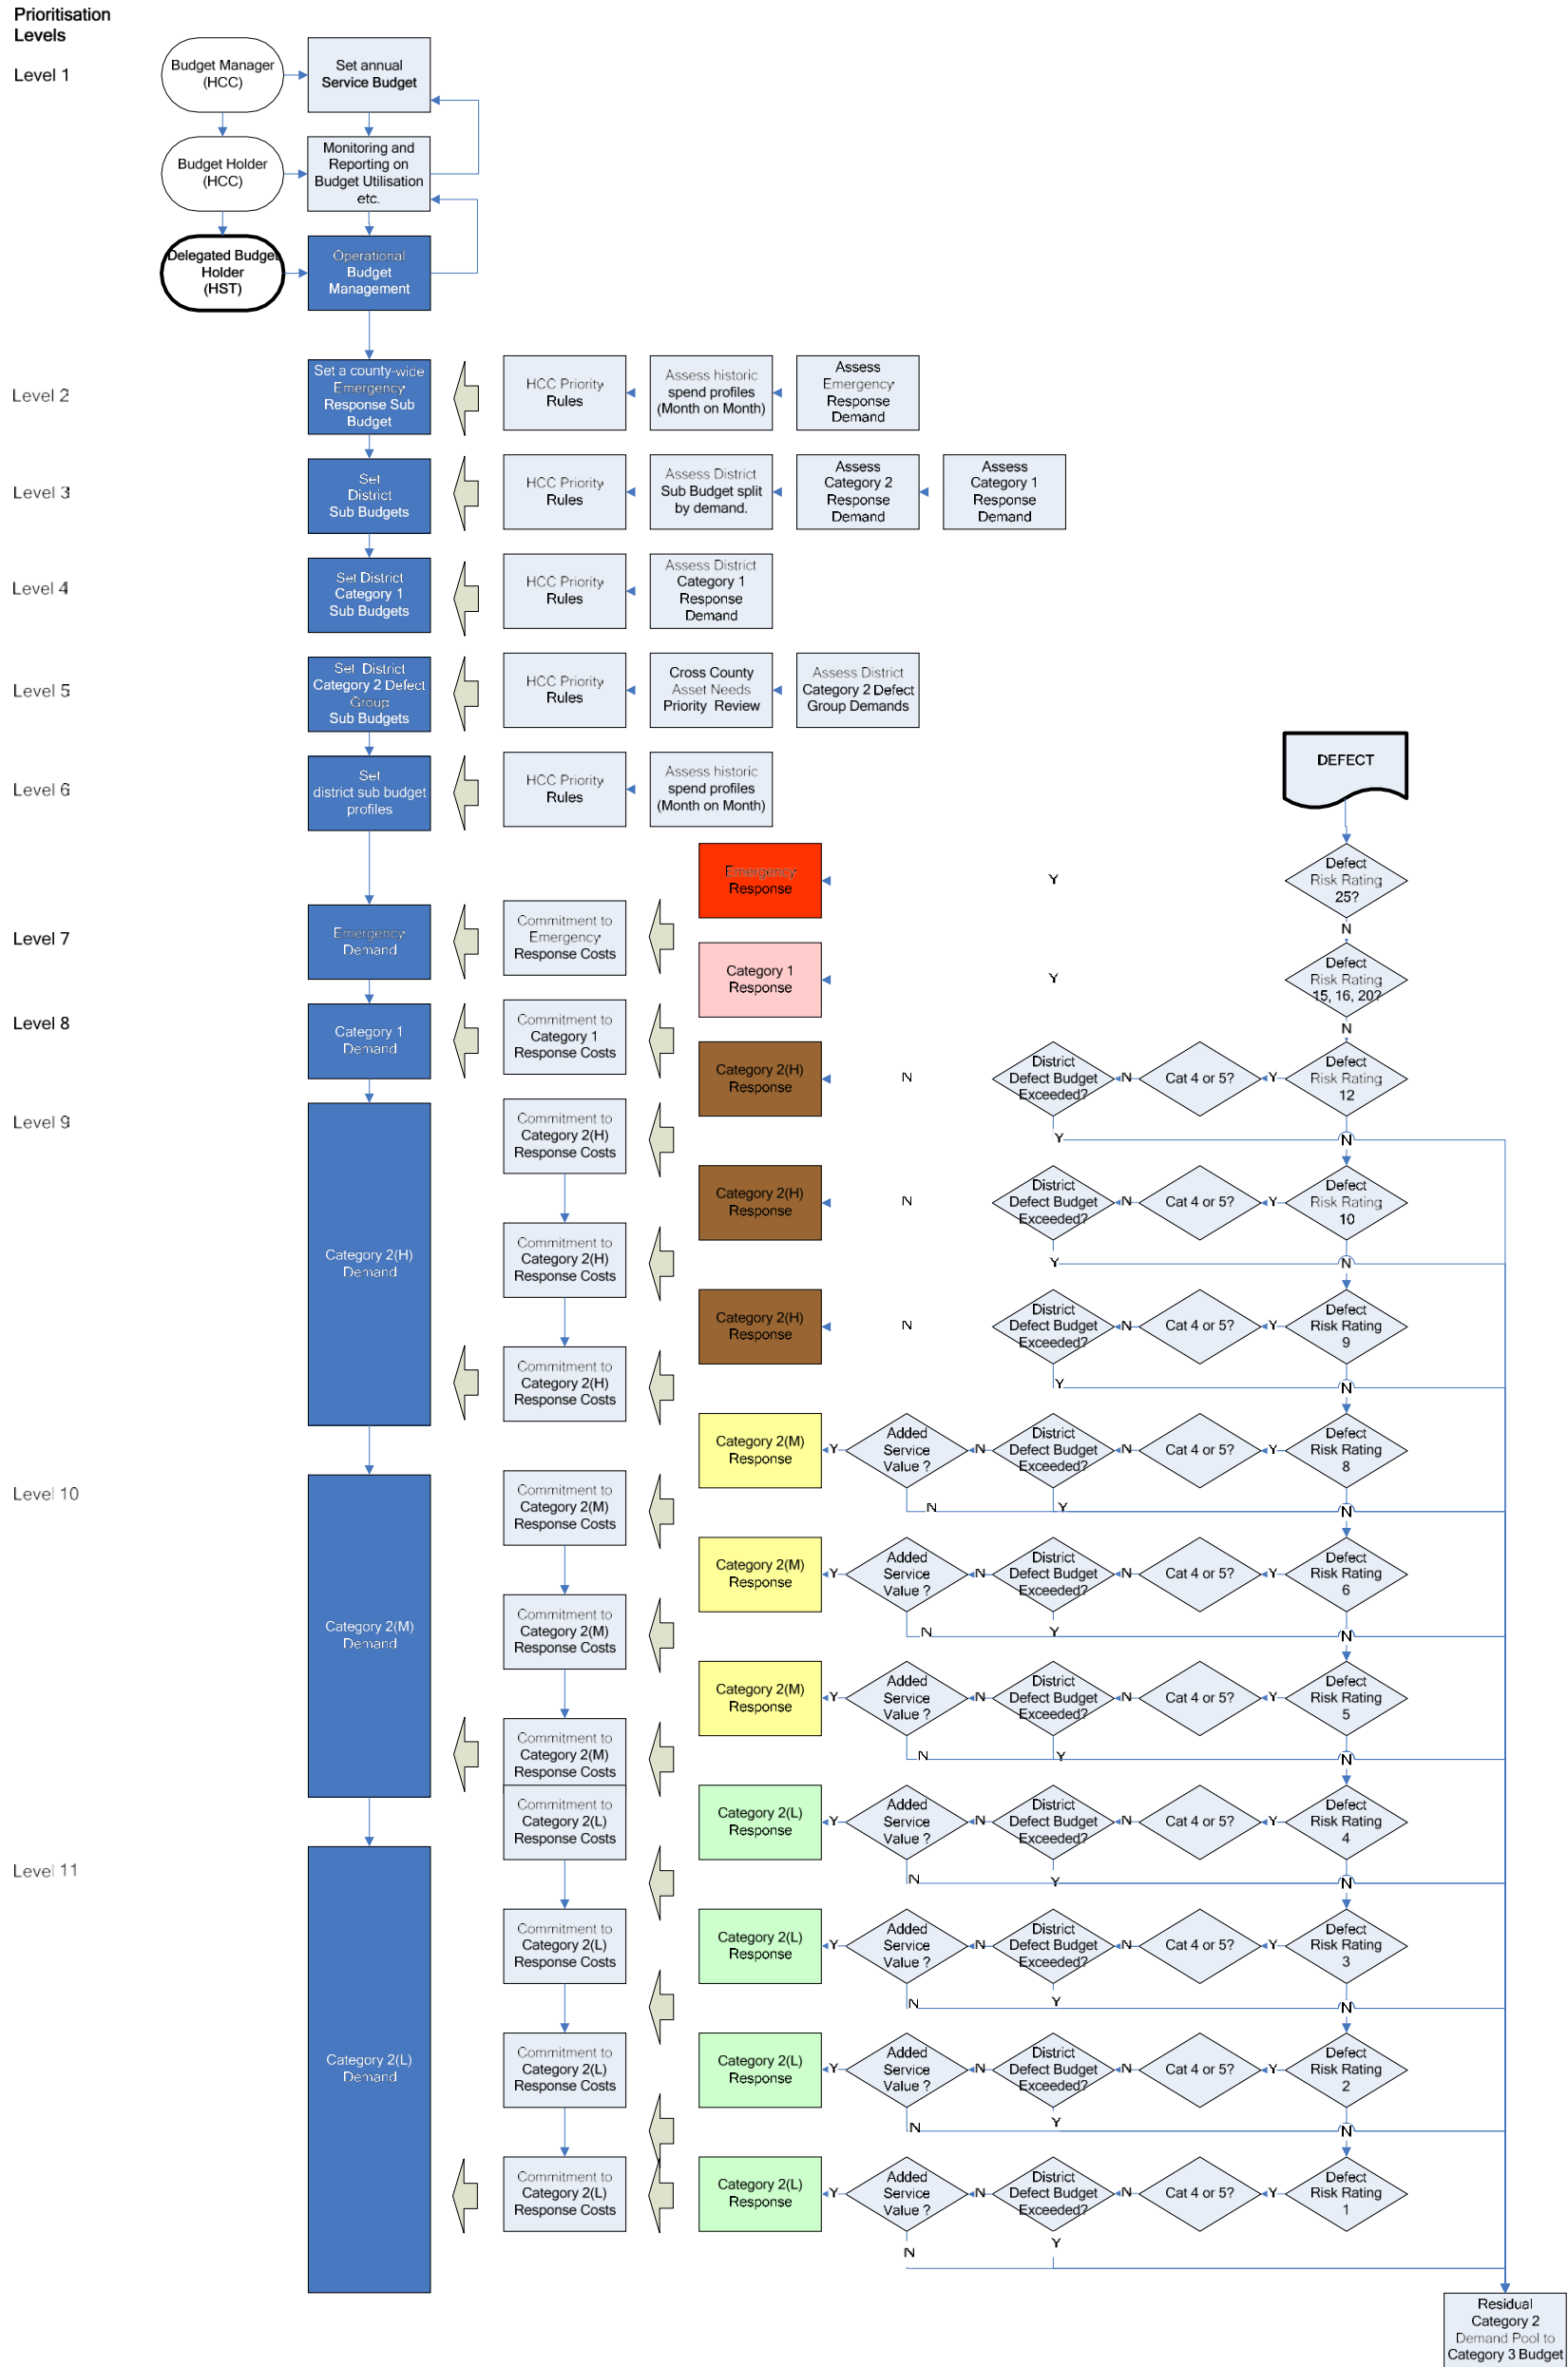 Prioritisation
Levels
Level 1
Budget Manager
(HCC)
Set annual
Service Budget
Budget Holder
(HCC)
Monitoring and
Reporting on
Budget Utilisation
etc.
Delegated Budget
Holder
(HST)
Operational
Budget
Management
Level 2
Set a county-wide
Emergency
Response Sub
Budget
HCC Priority
Rules
Assess historic
spend profiles
(Month on Month)
Assess
Emergency
Response
Demand
Level 3
Set
District
Sub Budgets
HCC Priority
Rules
Assess District
Sub Budget split
by demand.
Assess
Category 2
Response
Demand
Assess
Category 1
Response
Demand
Level 4
Set District
Category 1
Sub Budgets
HCC Priority
Rules
Assess District
Category 1
Response
Demand
Level 5
Set District
Category 2 Defect
Group
Sub Budgets
HCC Priority
Rules
Cross County
Asset Needs
Priority Review
Assess District
Category 2 Defect
Group Demands
Level 6
Set
district sub budget
profiles
HCC Priority
Rules
Assess historic
spend profiles
(Month on Month)
DEFECT
Emergency
Response
Y
Defect
Risk Rating
25?
N
Level 7
Emergency
Demand
Commitment to
Emergency
Response Costs
Category 1
Response
Y
Defect
Risk Rating
15, 16, 20?
N
Level 8
Category 1
Demand
Commitment to
Category 1
Response Costs
Category 2(H)
Response
N
District
Defect Budget
Exceeded?
N
Cat 4 or 5?
Y
Defect
Risk Rating
12
Y
N
Level 9
Category 2(H)
Demand
Commitment to
Category 2(H)
Response Costs
Category 2(H)
Response
N
District
Defect Budget
Exceeded?
N
Cat 4 or 5?
Y
Defect
Risk Rating
10
Y
N
Commitment to
Category 2(H)
Response Costs
Category 2(H)
Response
N
District
Defect Budget
Exceeded?
N
Cat 4 or 5?
Y
Defect
Risk Rating
9
Y
N
Commitment to
Category 2(H)
Response Costs
Category 2(M)
Response
Y
Added
Service
Value ?
N
District
Defect Budget
Exceeded?
N
Cat 4 or 5?
Y
Defect
Risk Rating
8
N
Y
N
Level 10
Category 2(M)
Demand
Commitment to
Category 2(M)
Response Costs
Category 2(M)
Response
Y
Added
Service
Value ?
N
District
Defect Budget
Exceeded?
N
Cat 4 or 5?
Y
Defect
Risk Rating
6
N
Y
N
Commitment to
Category 2(M)
Response Costs
Category 2(M)
Response
Y
Added
Service
Value ?
N
District
Defect Budget
Exceeded?
N
Cat 4 or 5?
Y
Defect
Risk Rating
5
N
Y
N
Commitment to
Category 2(M)
Response Costs
Commitment to
Category 2(L)
Response Costs
Category 2(L)
Response
Y
Added
Service
Value ?
N
District
Defect Budget
Exceeded?
N
Cat 4 or 5?
Y
Defect
Risk Rating
4
N
Y
N
Level 11
Category 2(L)
Demand
Commitment to
Category 2(L)
Response Costs
Category 2(L)
Response
Y
Added
Service
Value ?
N
District
Defect Budget
Exceeded?
N
Cat 4 or 5?
Y
Defect
Risk Rating
3
N
Y
N
Commitment to
Category 2(L)
Response Costs
Category 2(L)
Response
Y
Added
Service
Value ?
N
District
Defect Budget
Exceeded?
N
Cat 4 or 5?
Y
Defect
Risk Rating
2
N
Y
N
Commitment to
Category 2(L)
Response Costs
Category 2(L)
Response
Y
Added
Service
Value ?
N
District
Defect Budget
Exceeded?
N
Cat 4 or 5?
Y
Defect
Risk Rating
1
N
Y
Residual
Category 2
Demand Pool to
Category 3 Budget